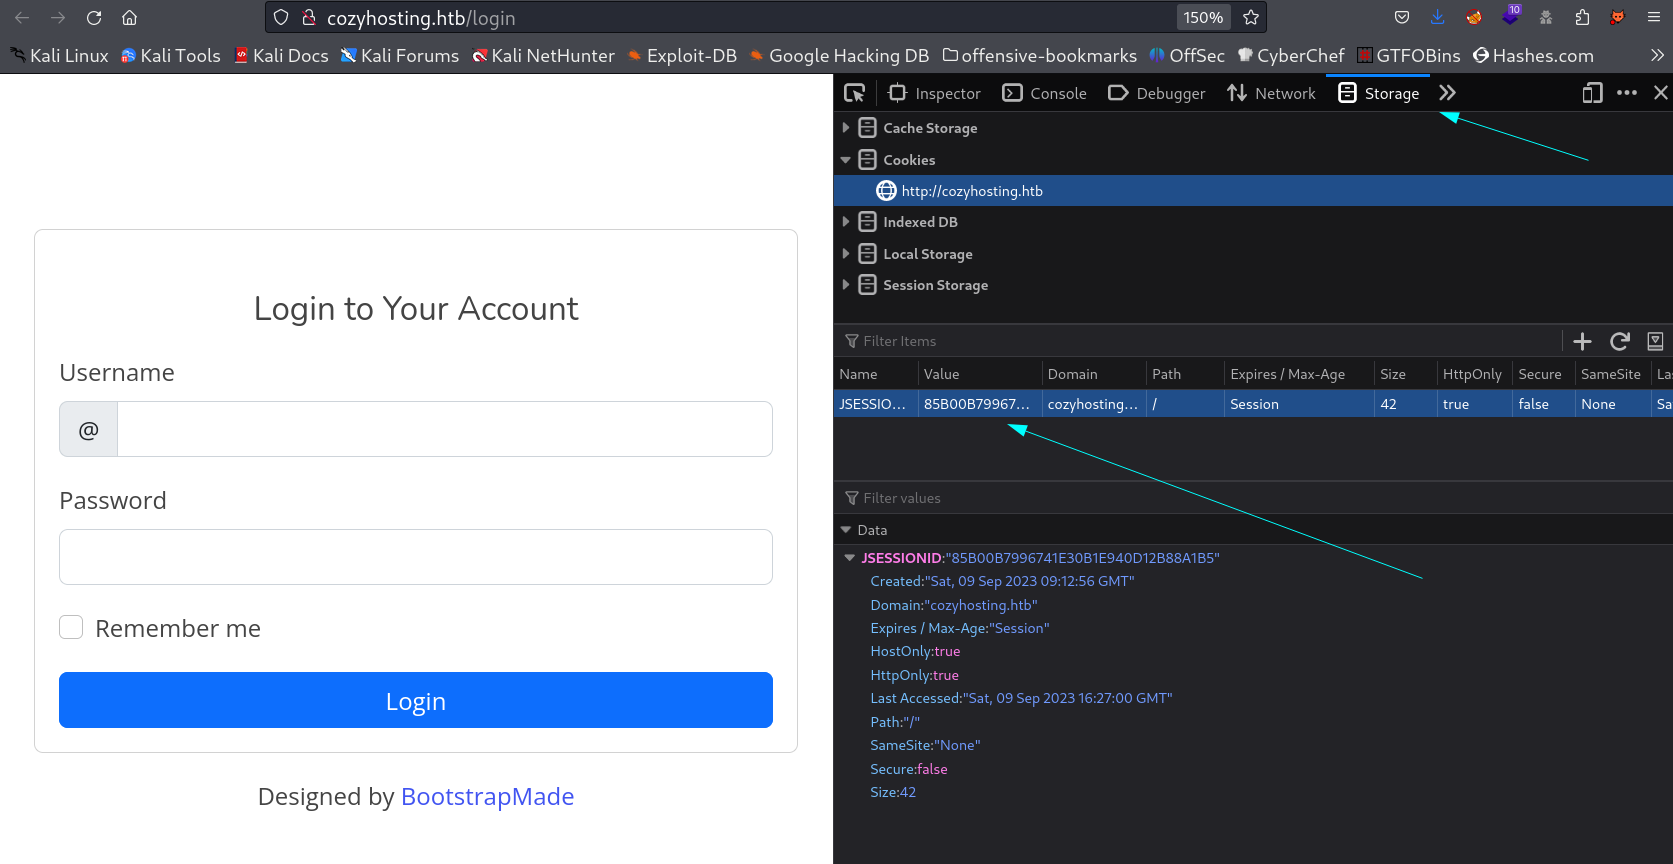 cozyhosting.htb/login
150%
10
Kali Linux Kali Tools Kali Docs Kali Forums Kali NetHunter Exploit-DB Google Hacking DB offensive-bookmarks OffSec CyberChef GTFOBins Hashes.com
Login to Your Account
Username
@
Password
Remember me
Login
Designed by BootstrapMade
Inspector Console Debugger Network Storage
Cache Storage
Cookies
http://cozyhosting.htb
Indexed DB
Local Storage
Session Storage
Filter Items
Name Value Domain Path Expires / Max-Age Size HttpOnly Secure SameSite Las
JSESSIO... 85B00B79967... cozyhosting... / Session 42 true false None Sa
Filter values
Data
JSESSIONID:"85B00B7996741E30B1E940D12B88A1B5"
Created:"Sat, 09 Sep 2023 09:12:56 GMT"
Domain:"cozyhosting.htb"
Expires / Max-Age:"Session"
HostOnly:true
HttpOnly:true
Last Accessed:"Sat, 09 Sep 2023 16:27:00 GMT"
Path:"/"
SameSite:"None"
Secure:false
Size:42